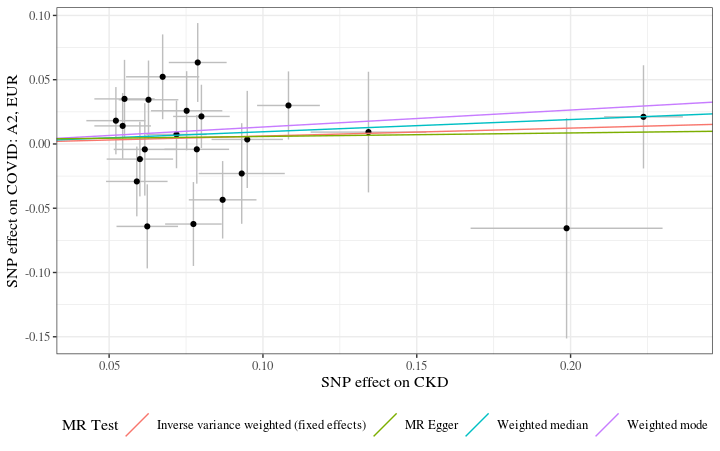 0.10
0.05
0.00
-0.05
-0.10
-0.15
SNP effect on COVID: A2, EUR
0.05 0.10 0.15 0.20
SNP effect on CKD
MR Test Inverse variance weighted (fixed effects) MR Egger Weighted median Weighted mode